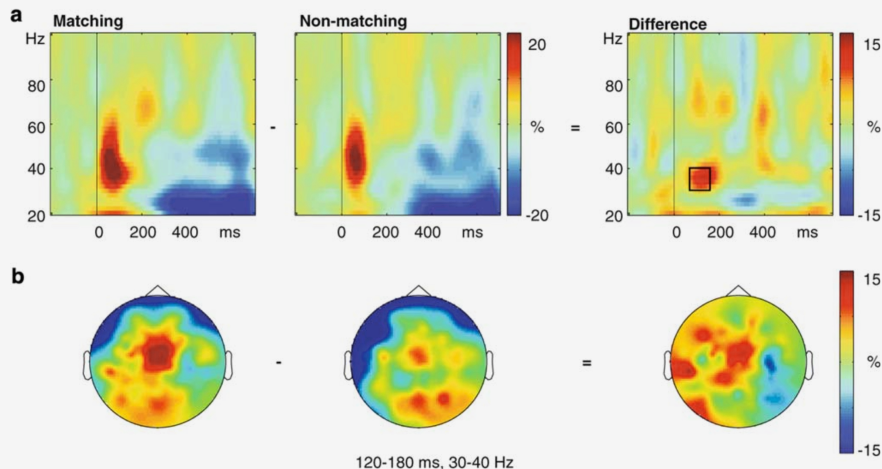 a
Matching
Non-matching
Difference
Hz
80
60
40
20
0 200 400 ms
-
0 200 400 ms
20
%
-20
=
Hz
80
60
40
20
0 200 400 ms
15
%
-15
b
-
=
15
%
-15
120-180 ms, 30-40 Hz